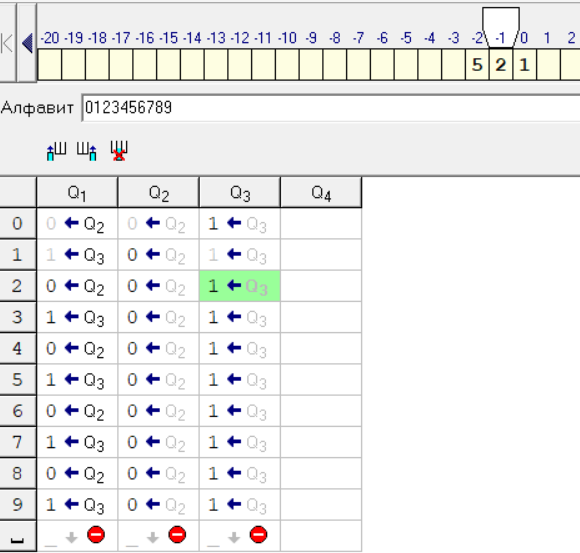 -20 -19 -18 -17 -16 -15 -14 -13 -12 -11 -10 -9 -8 -7 -6 -5 -4 -3 -2 -1 0 1 2
5 2 1
Алфавит 0123456789
Q1 Q2 Q3 Q4
0 0 ← Q2 0 ← Q2 1 ← Q3
1 1 ← Q3 0 ← Q2 1 ← Q3
2 0 ← Q2 0 ← Q2 1 ← Q3
3 1 ← Q3 0 ← Q2 1 ← Q3
4 0 ← Q2 0 ← Q2 1 ← Q3
5 1 ← Q3 0 ← Q2 1 ← Q3
6 0 ← Q2 0 ← Q2 1 ← Q3
7 1 ← Q3 0 ← Q2 1 ← Q3
8 0 ← Q2 0 ← Q2 1 ← Q3
9 1 ← Q3 0 ← Q2 1 ← Q3
␣ _ ↓ _ ↓ _ ↓